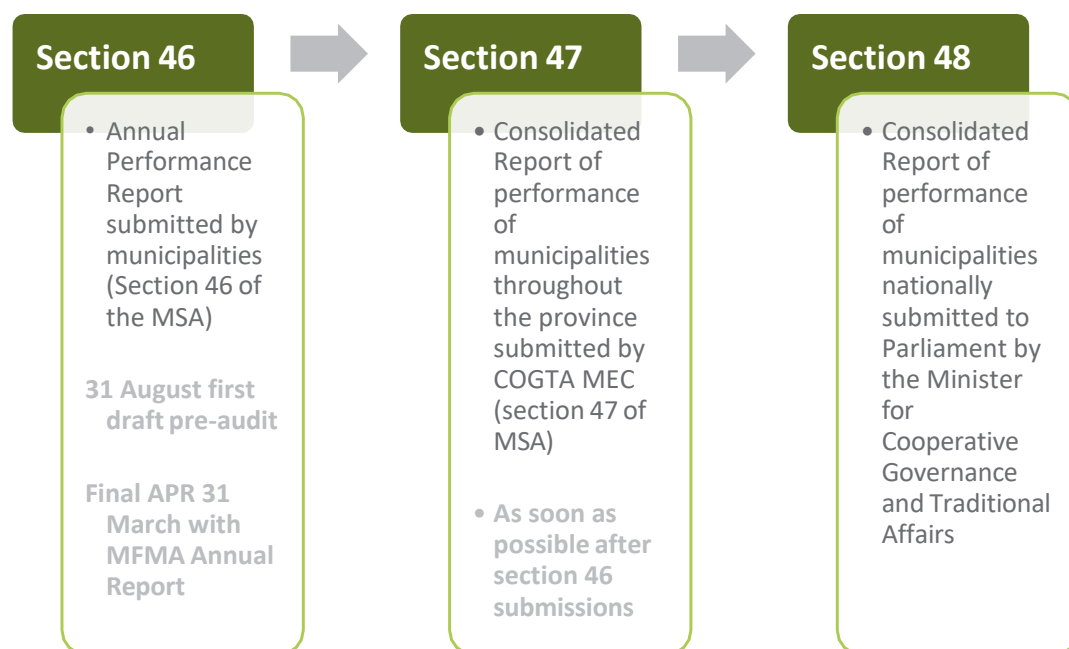 Section 46
• Annual
Performance
Report
submitted by
municipalities
(Section 46 of
the MSA)
31 August first
draft pre-audit
Final APR 31
March with
MFMA Annual
Report
Section 47
• Consolidated
Report of
performance
of
municipalities
throughout
the province
submitted by
COGTA MEC
(section 47 of
MSA)
• As soon as
possible after
section 46
submissions
Section 48
• Consolidated
Report of
performance
of
municipalities
nationally
submitted to
Parliament by
the Minister
for
Cooperative
Governance
and Traditional
Affairs